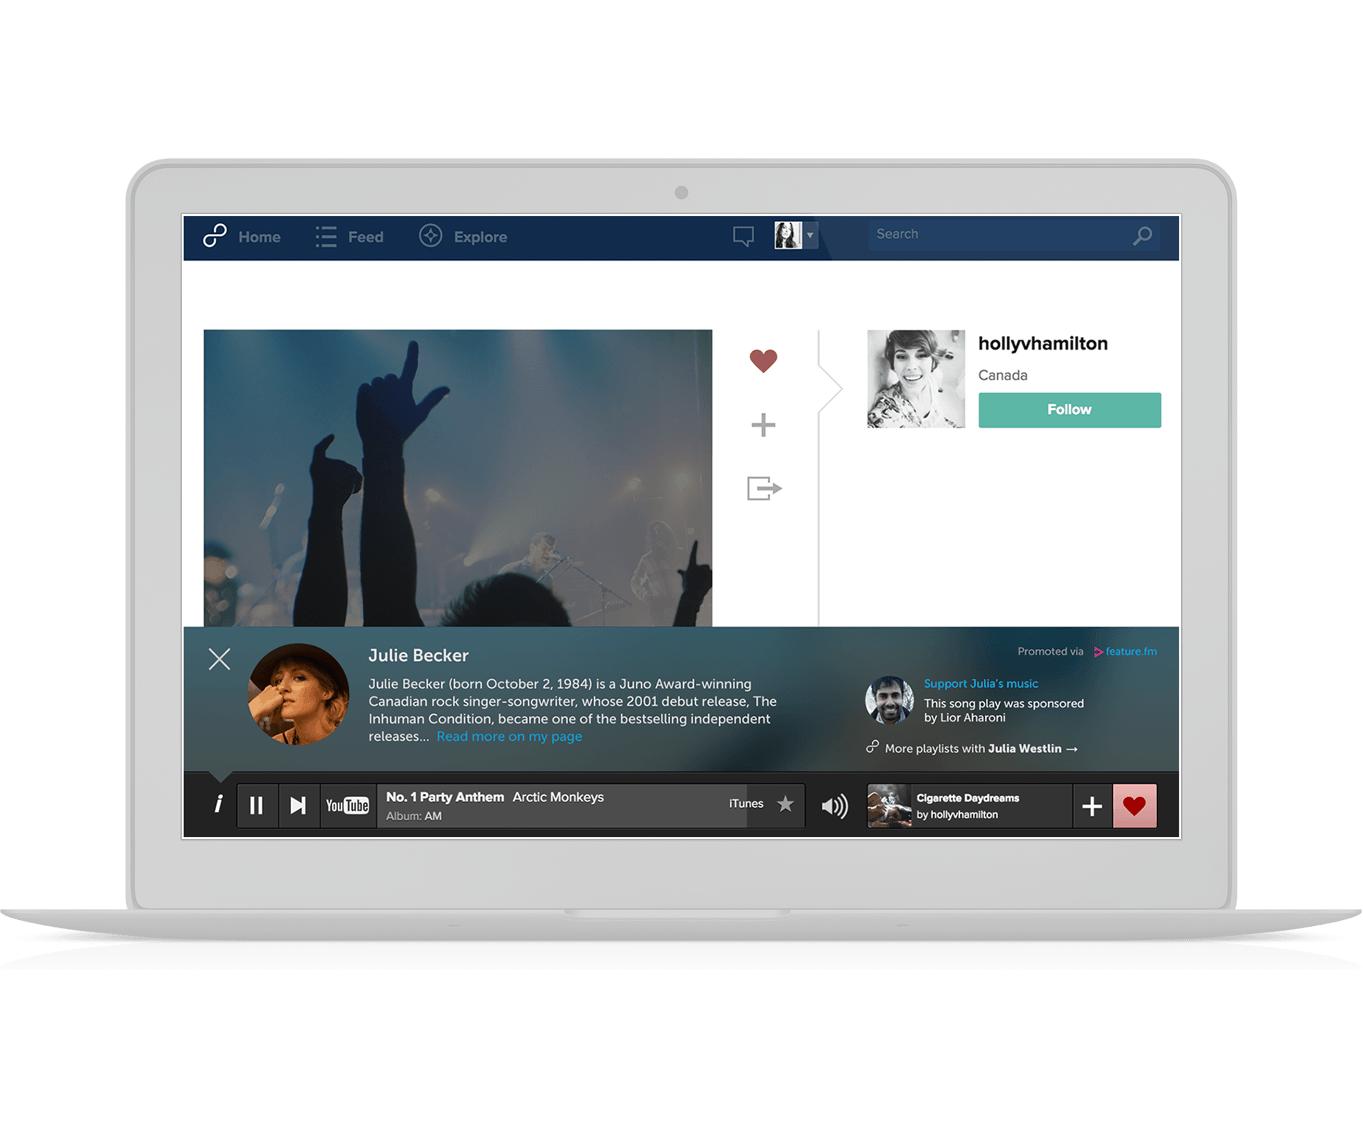 Home
Feed
Explore
Search
hollyvhamilton
Canada
Follow
Julie Becker
Julie Becker (born October 2, 1984) is a Juno Award-winning
Canadian rock singer-songwriter, whose 2001 debut release, The
Inhuman Condition, became one of the bestselling independent
releases... Read more on my page
Promoted via feature.fm
Support Julia's music
This song play was sponsored
by Lior Aharoni
More playlists with Julia Westlin →
i
YouTube
No. 1 Party Anthem Arctic Monkeys
Album: AM
iTunes
Cigarette Daydreams
by hollyvhamilton